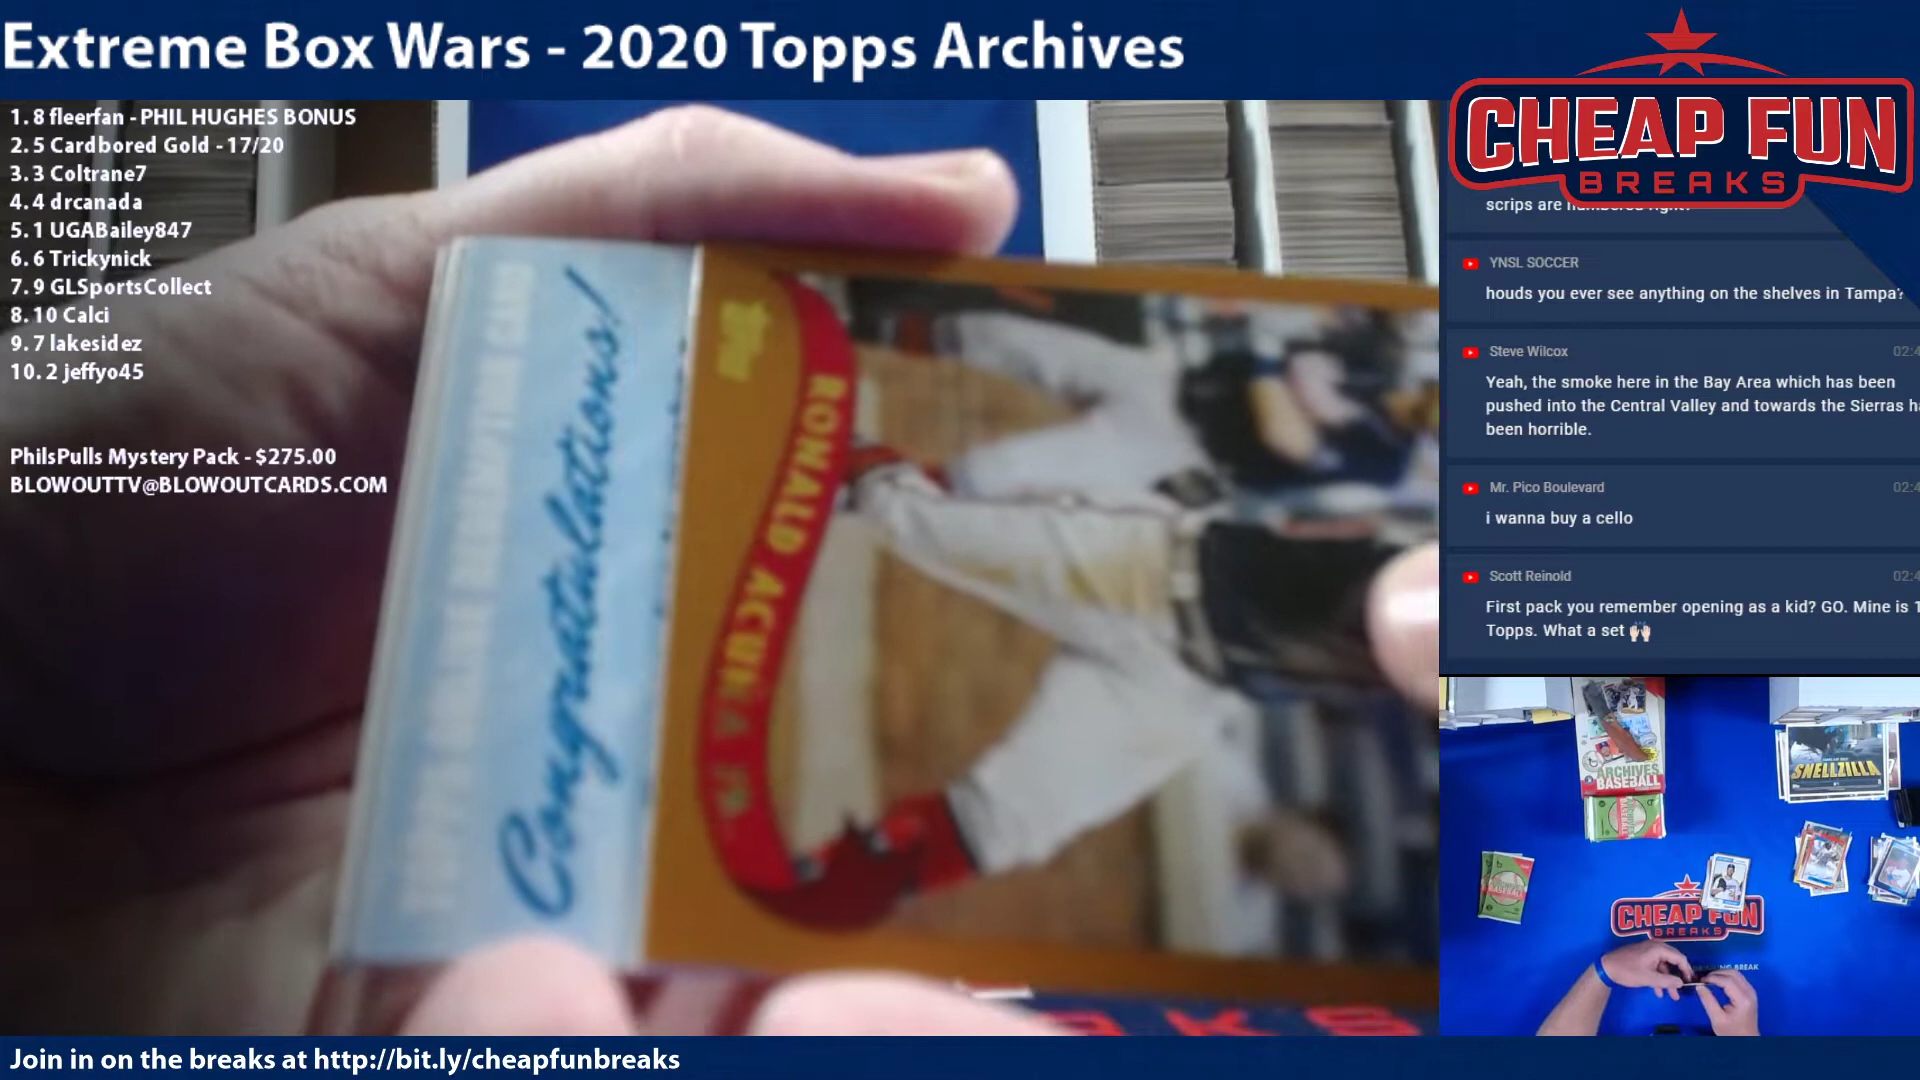 Extreme Box Wars - 2020 Topps Archives
1. 8 fleerfan - PHIL HUGHES BONUS
2. 5 Cardbored Gold - 17/20
3. 3 Coltrane7
4. 4 drcanada
5. 1 UGABailey847
6. 6 Trickynick
7. 9 GLSportsCollect
8. 10 Calci
9. 7 lakesidez
10. 2 jeffyo45
PhilsPulls Mystery Pack - $275.00
BLOWOUTTV@BLOWOUTCARDS.COM
Congratulations!
RONALD ACUÑA JR.
CHEAP FUN
BREAKS
scrips are numbered right?
YNSL SOCCER
houds you ever see anything on the shelves in Tampa?
Steve Wilcox
Yeah, the smoke here in the Bay Area which has been
pushed into the Central Valley and towards the Sierras
been horrible.
Mr. Pico Boulevard
i wanna buy a cello
Scott Reinold
First pack you remember opening as a kid? GO. Mine is
Topps. What a set 🙌🏻
SNELLZILLA
ARCHIVES
BASEBALL
CHEAP FUN
BREAKS
BREAK
Join in on the breaks at http://bit.ly/cheapfunbreaks